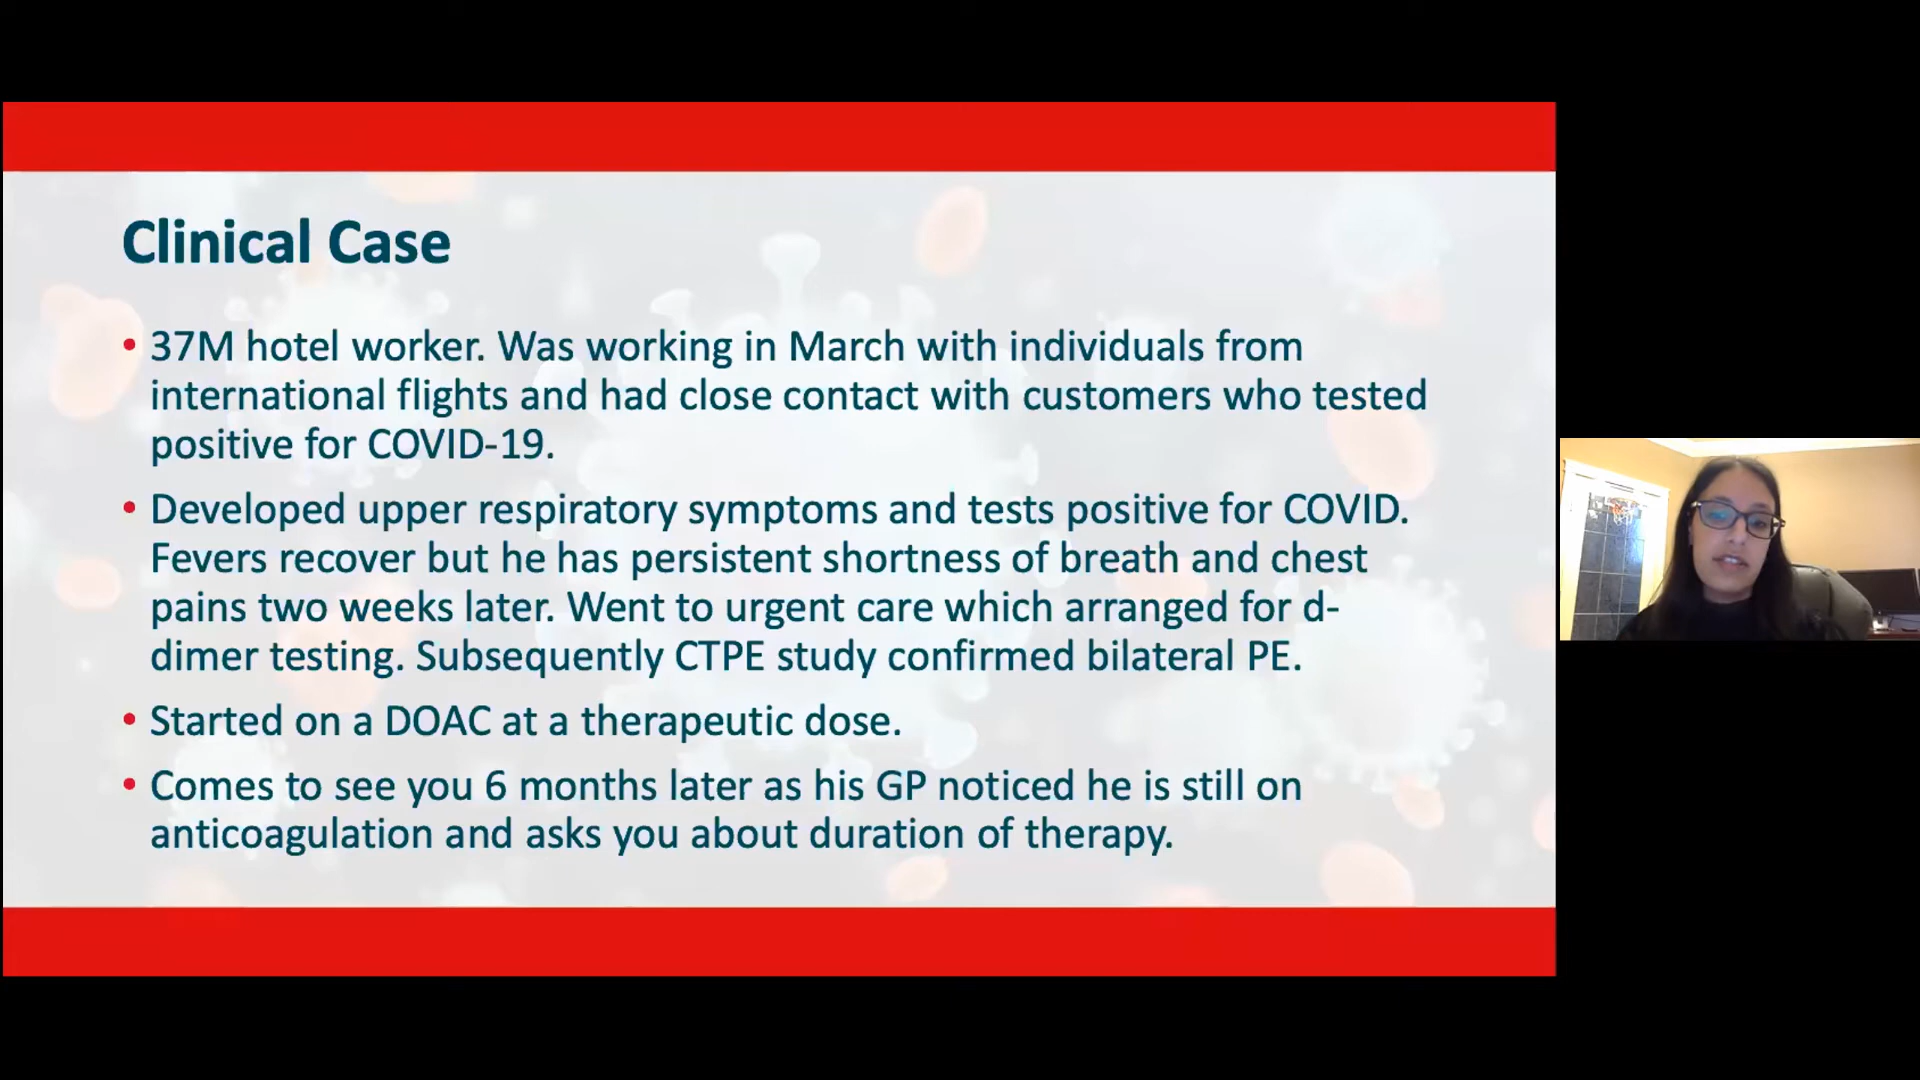 Clinical Case
• 37M hotel worker. Was working in March with individuals from
international flights and had close contact with customers who tested
positive for COVID-19.
• Developed upper respiratory symptoms and tests positive for COVID.
Fevers recover but he has persistent shortness of breath and chest
pains two weeks later. Went to urgent care which arranged for d-
dimer testing. Subsequently CTPE study confirmed bilateral PE.
• Started on a DOAC at a therapeutic dose.
• Comes to see you 6 months later as his GP noticed he is still on
anticoagulation and asks you about duration of therapy.